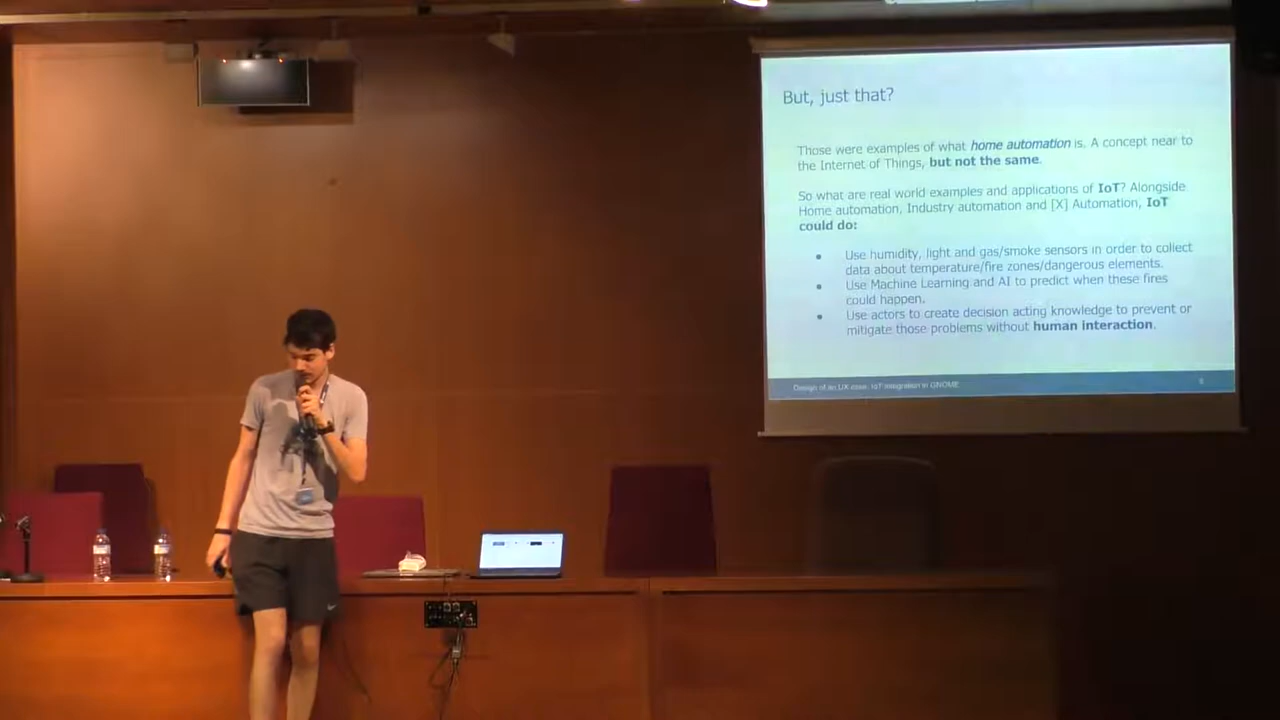 But, just that?
Those were examples of what home automation is. A concept near to
the Internet of Things, but not the same.
So what are real world examples and applications of IoT? Alongside
Home automation, Industry automation and [X] Automation, IoT
could do:
Use humidity, light and gas/smoke sensors in order to collect
data about temperature/fire zones/dangerous elements.
Use Machine Learning and AI to predict when these fires
could happen.
Use actors to create decision acting knowledge to prevent or
mitigate those problems without human interaction.
Design of an UX case: IoT integration in GNOME